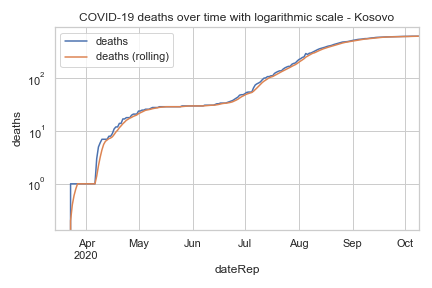 COVID-19 deaths over time with logarithmic scale - Kosovo
deaths
deaths (rolling)
10²
10¹
10⁰
deaths
Apr
2020
May
Jun
Jul
Aug
Sep
Oct
dateRep